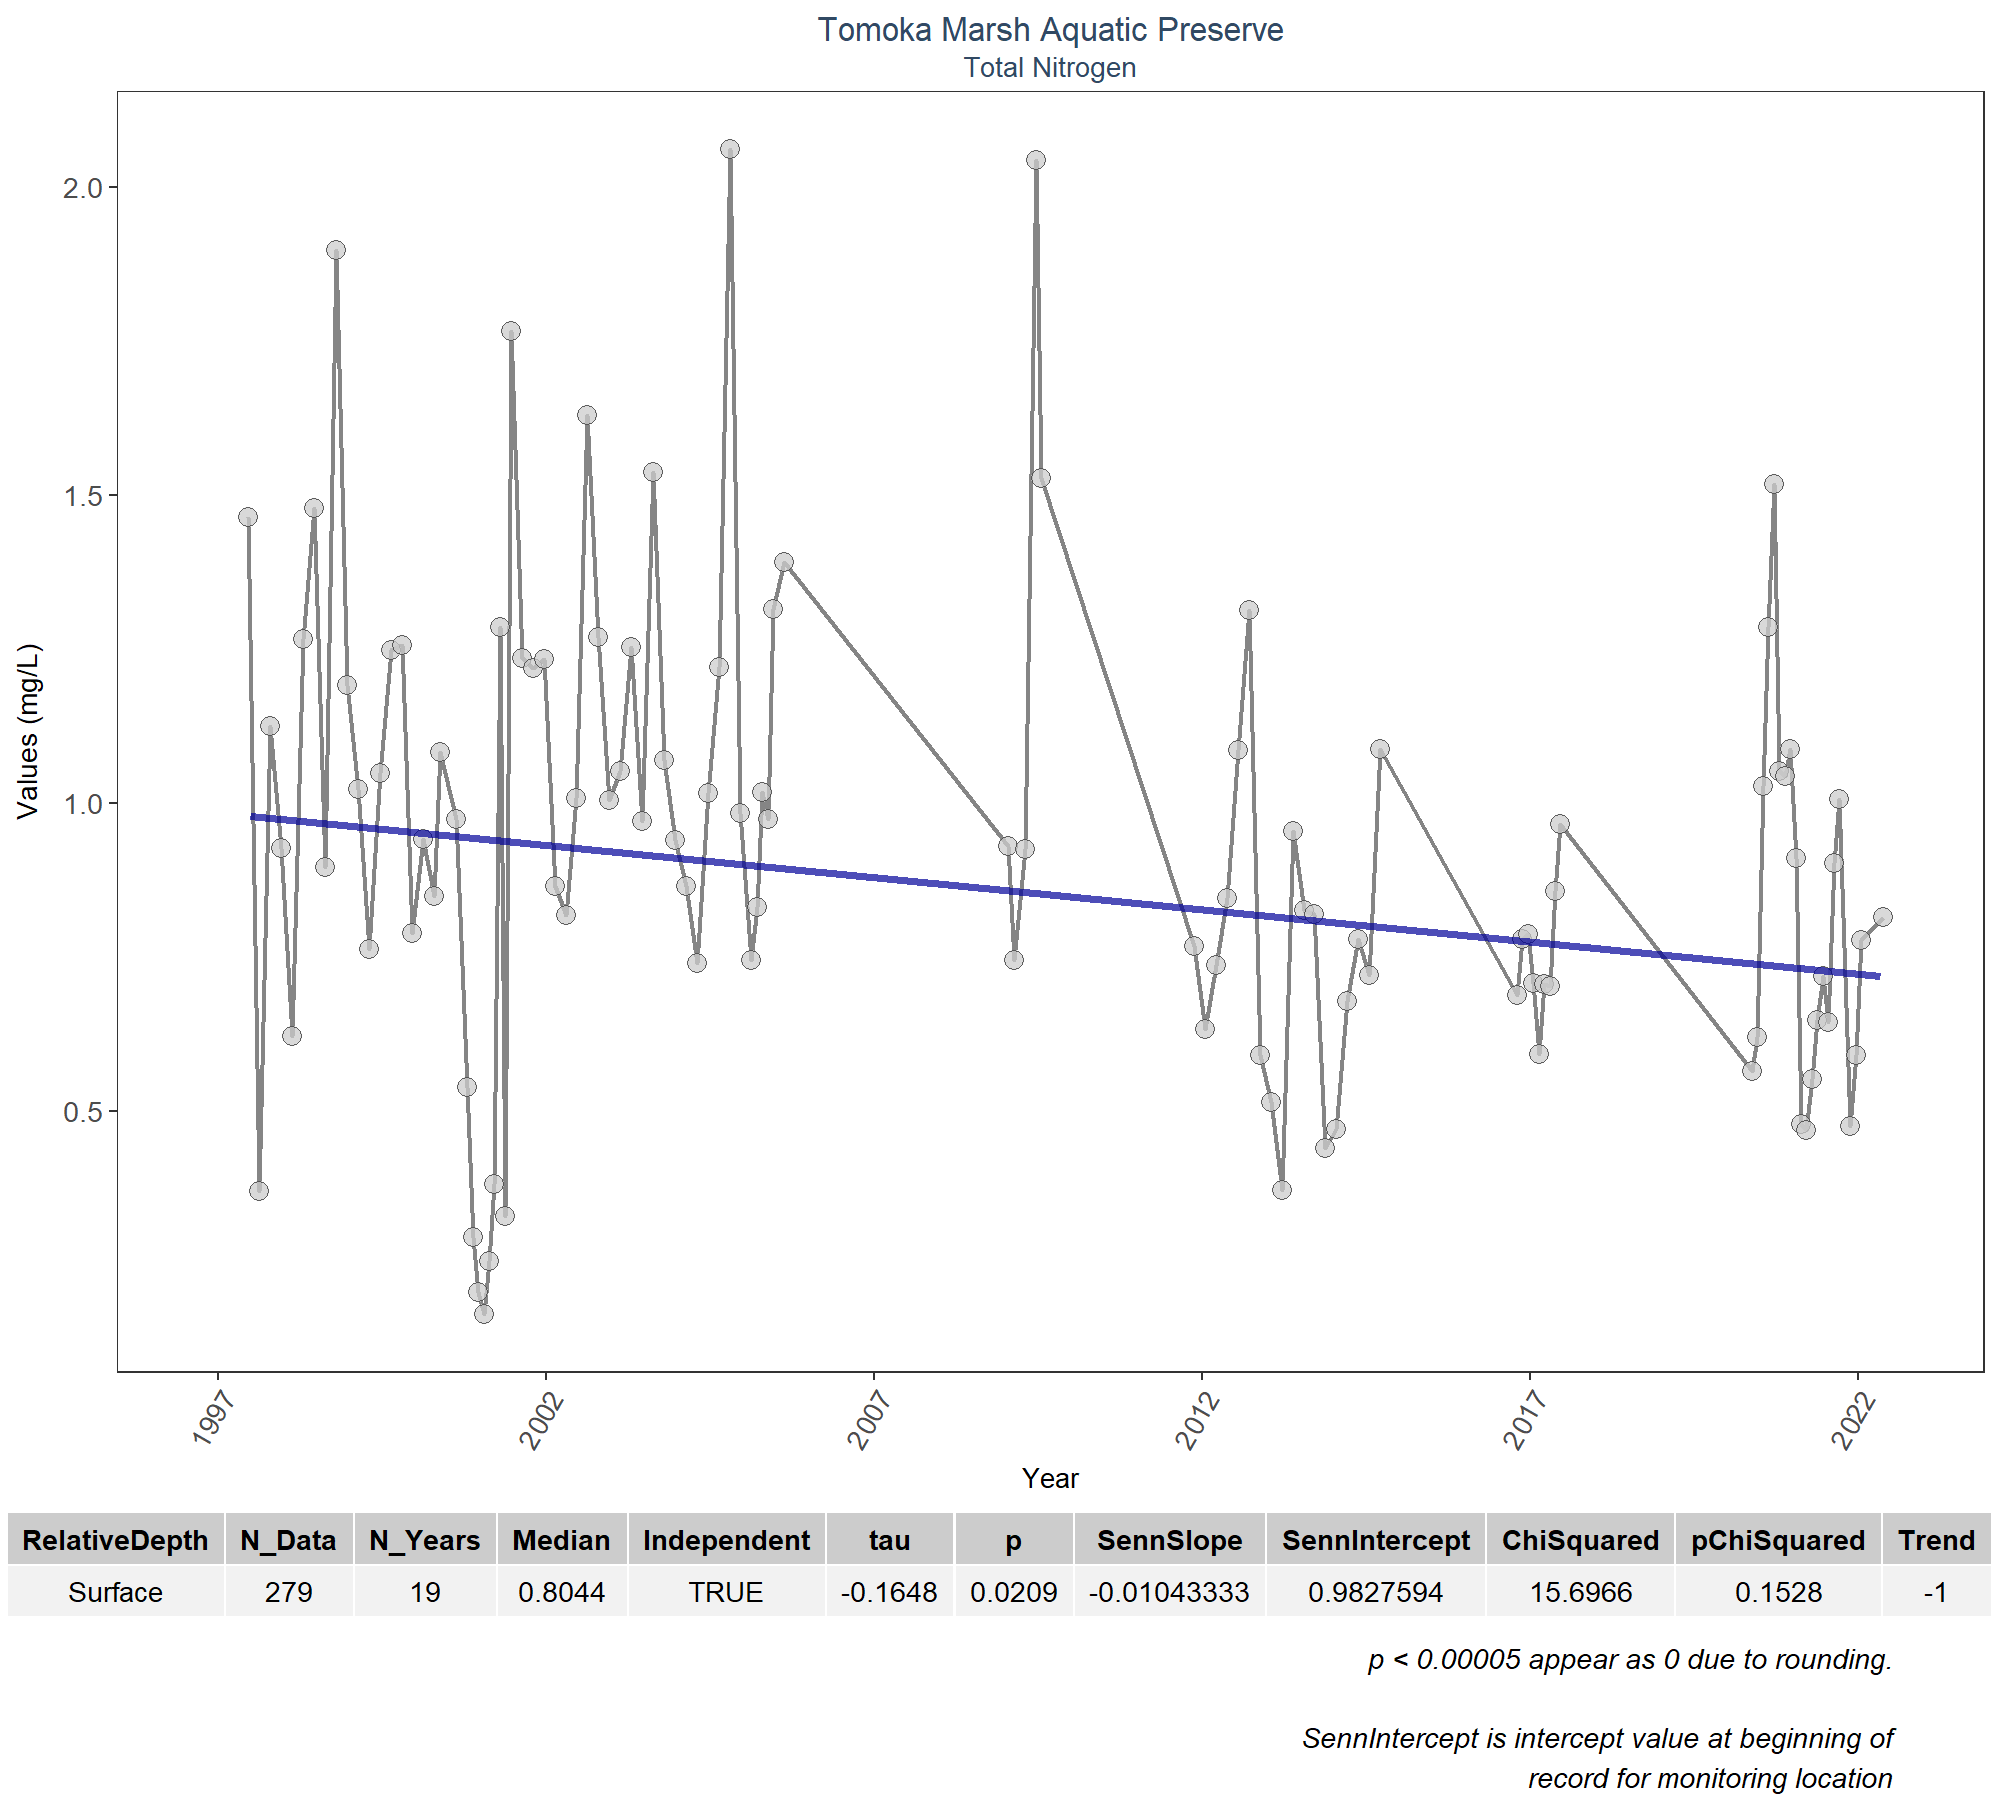 Tomoka Marsh Aquatic Preserve
Total Nitrogen
Values (mg/L)
2.0
1.5
1.0
0.5
1997 2002 2007 2012 2017 2022
Year
RelativeDepth N_Data N_Years Median Independent tau p SennSlope SennIntercept ChiSquared pChiSquared Trend
Surface 279 19 0.8044 TRUE -0.1648 0.0209 -0.01043333 0.9827594 15.6966 0.1528 -1
p < 0.00005 appear as 0 due to rounding.
SennIntercept is intercept value at beginning of
record for monitoring location